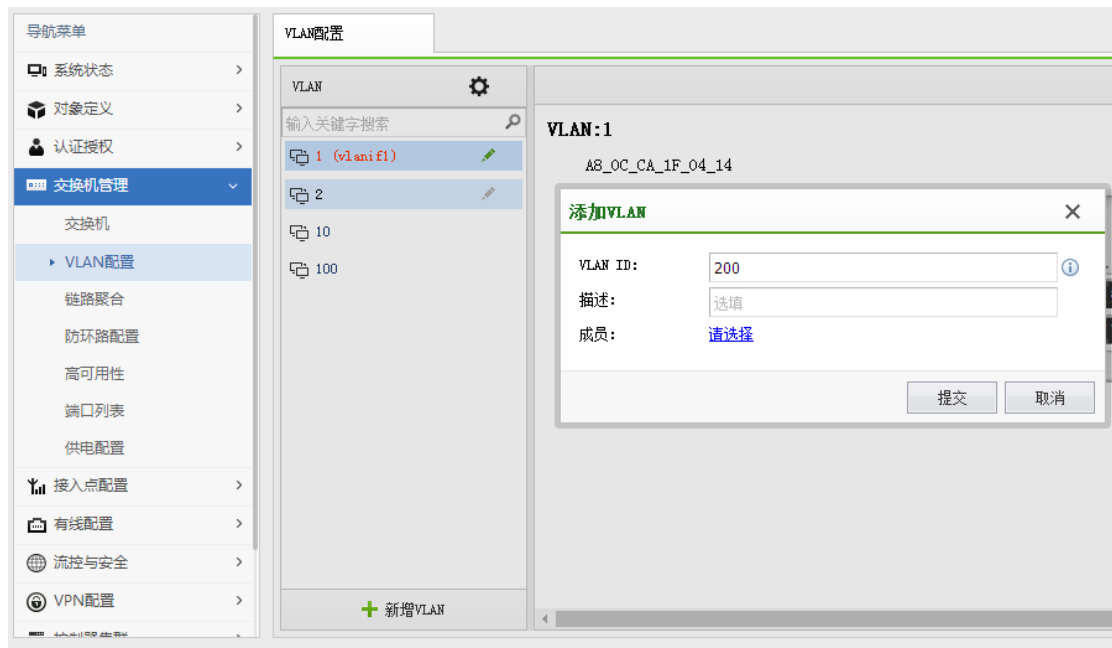 导航菜单
系统状态
对象定义
认证授权
交换机管理
交换机
VLAN配置
链路聚合
防环路配置
高可用性
端口列表
供电配置
接入点配置
有线配置
流控与安全
VPN配置
VLAN配置
VLAN
输入关键字搜索
1 (vlanif1)
2
10
100
新增VLAN
VLAN:1
A8_0C_CA_1F_04_14
添加VLAN
VLAN ID: 200
描述: 选填
成员: 请选择
提交 取消